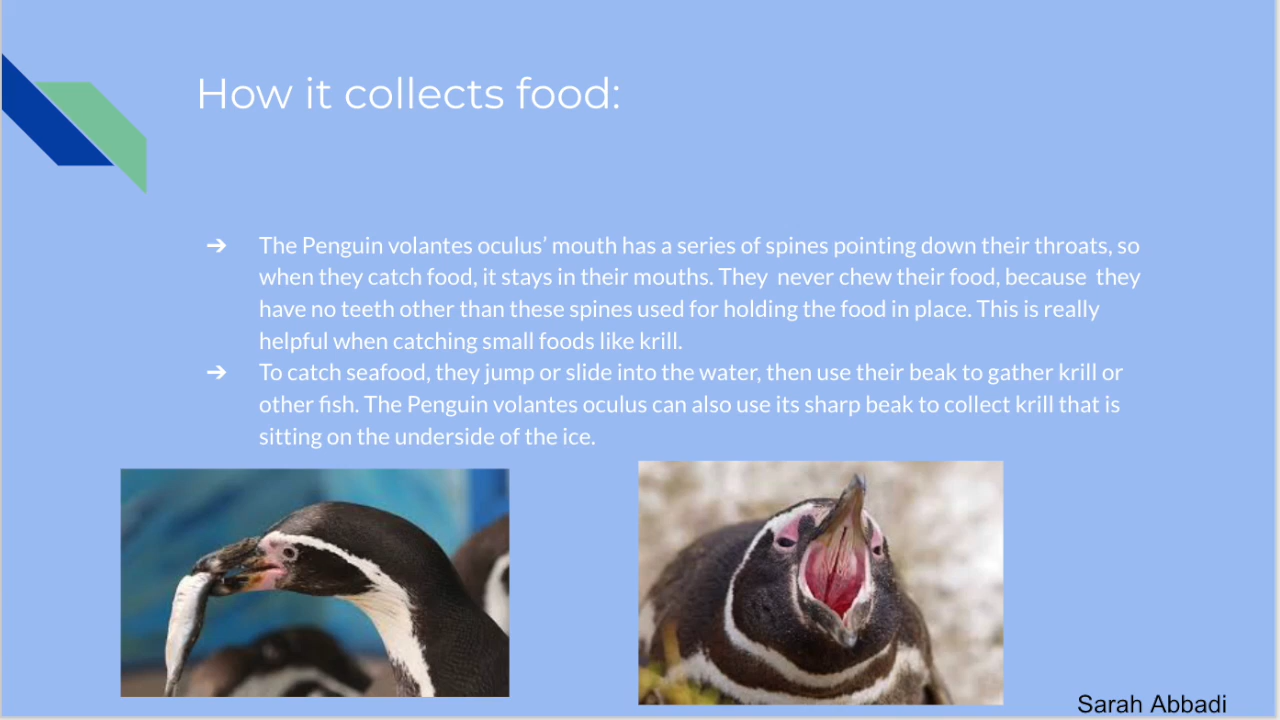 How it collects food:
➔ The Penguin volantes oculus’ mouth has a series of spines pointing down their throats, so
when they catch food, it stays in their mouths. They  never chew their food, because  they
have no teeth other than these spines used for holding the food in place. This is really
helpful when catching small foods like krill.
➔ To catch seafood, they jump or slide into the water, then use their beak to gather krill or
other fish. The Penguin volantes oculus can also use its sharp beak to collect krill that is
sitting on the underside of the ice.
Sarah Abbadi